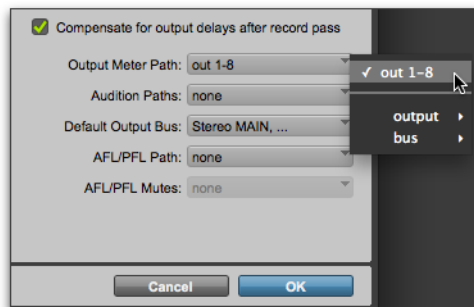 Compensate for output delays after record pass
Output Meter Path: out 1-8
✓ out 1-8
Audition Paths: none
output
Default Output Bus: Stereo MAIN, ...
bus
AFL/PFL Path: none
AFL/PFL Mutes: none
Cancel OK